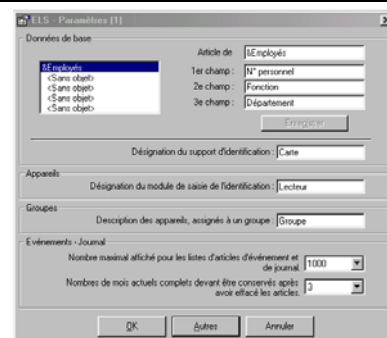 ELS - Paramètres (1)
Données de base
&Employés
<Sans objet>
<Sans objet>
<Sans objet>
<Sans objet>
Article de &Employés
1er champ : N° personnel
2e champ : Fonction
3e champ : Département
Enregistrer
Désignation du support d'identification : Carte
Appareils
Désignation du module de saisie de l'identification : Lecteur
Groupes
Description des appareils, assignés à un groupe : Groupe
Evénements - Journal
Nombre maximal affiché pour les listes d'articles d'événement et
de journal. 1000
Nombres de mois actuels complets devant être conservés après
avoir effacé les articles. 3
OK Autres Annuler